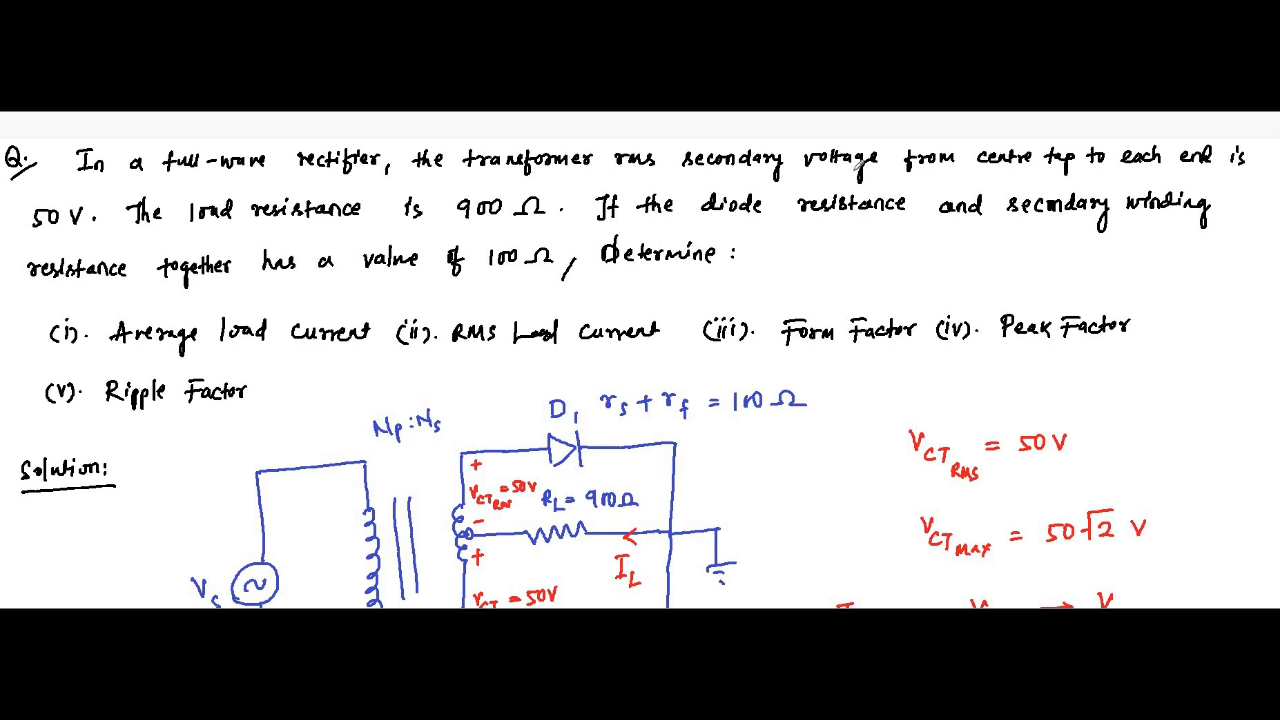 Q. In a full-wave rectifier, the transformer rms secondary voltage from centre tap to each end is
50 V. The load resistance is 900 Ω. If the diode resistance and secondary winding
resistance together has a value of 100 Ω, Determine :
(i). Average load current (ii). RMS Load current (iii). Form Factor (iv). Peak Factor
(v). Ripple Factor
Solution:
Np:Ns
D1 rs + rf = 100 Ω
+
VCT RMS = 50V
-
RL = 900Ω
+
IL
VCT = 50V
Vs
VCT RMS = 50 V
VCT MAX = 50√2 V